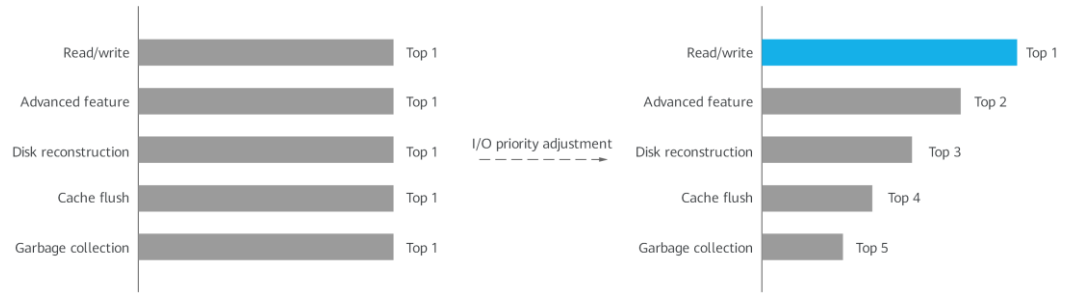 Read/write Top 1
Advanced feature Top 1
Disk reconstruction Top 1
Cache flush Top 1
Garbage collection Top 1
I/O priority adjustment
Read/write Top 1
Advanced feature Top 2
Disk reconstruction Top 3
Cache flush Top 4
Garbage collection Top 5